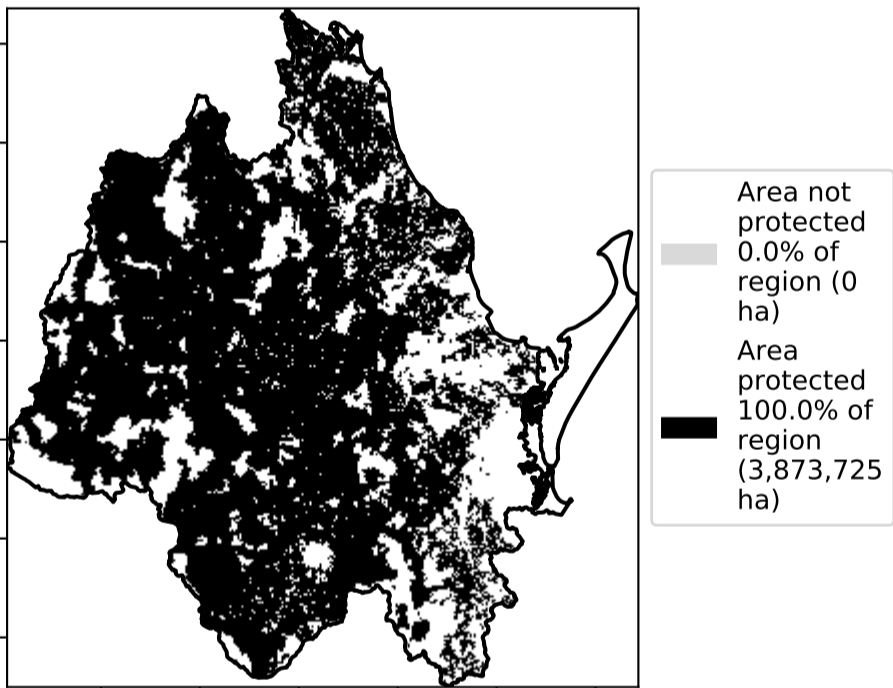 Area not
protected
0.0% of
region (0
ha)
Area
protected
100.0% of
region
(3,873,725
ha)